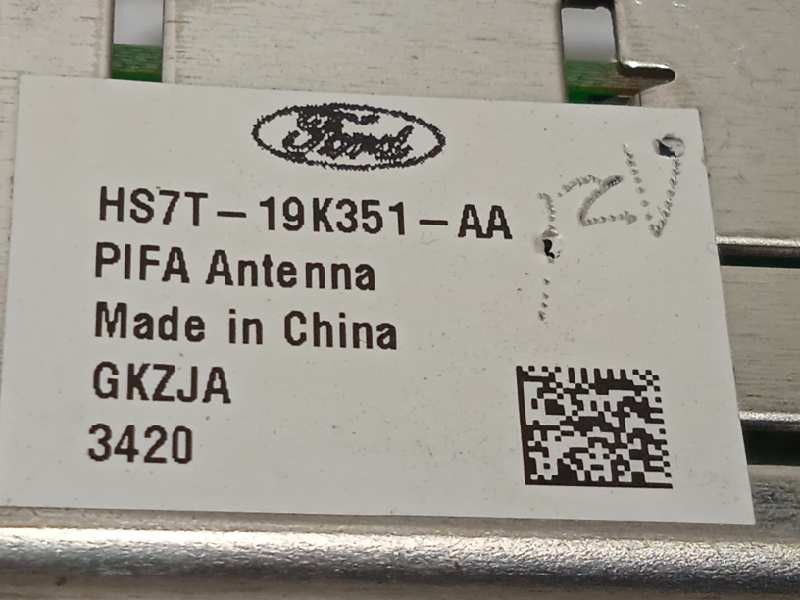 Ford
HS7T-19K351-AA
PIFA Antenna
Made in China
GKZJA
3420